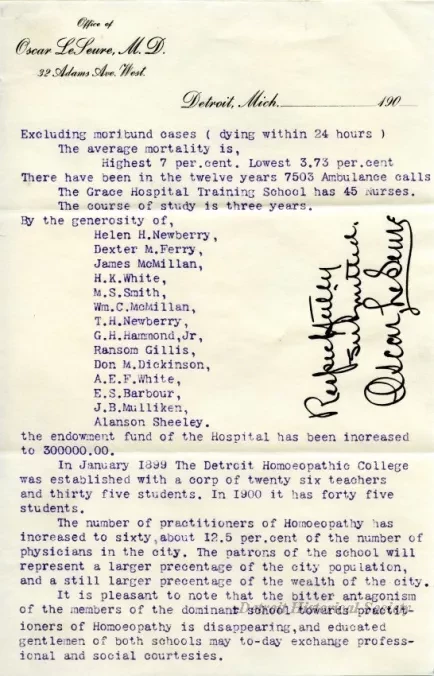 Office of
Oscar LeSeure, M.D.
32 Adams Ave. West.
Detroit, Mich. 190
Excluding moribund cases ( dying within 24 hours )
The average mortality is,
Highest 7 per.cent. Lowest 3.73 per.cent
There have been in the twelve years 7503 Ambulance calls
The Grace Hospital Training School has 45 Nurses.
The course of study is three years.
By the generosity of,
Helen H.Newberry,
Dexter M.Ferry,
James McMillan,
H.K.White,
M.S.Smith,
Wm.C.McMillan,
T.H.Newberry,
G.H.Hammond,Jr,
Ransom Gillis,
Don M.Dickinson,
A.E.F.White,
E.S.Barbour,
J.B.Mulliken,
Alanson Sheeley.
the endowment fund of the Hospital has been increased
to 300000.00.
In January 1899 The Detroit Homoeopathic College
was established with a corp of twenty six teachers
and thirty five students. In 1900 it has forty five
students.
The number of practitioners of Homoeopathy has
increased to sixty,about 12.5 per.cent of the number of
physicians in the city. The patrons of the school will
represent a larger precentage of the city population,
and a still larger precentage of the wealth of the city.
It is pleasant to note that the bitter antagonism
of the members of the dominant school towards practit-
ioners of Homoeopathy is disappearing,and educated
gentlemen of both schools may to-day exchange profess-
ional and social courtesies.
Respectfully
submitted.
Oscar LeSeure
Detroit Historical Society